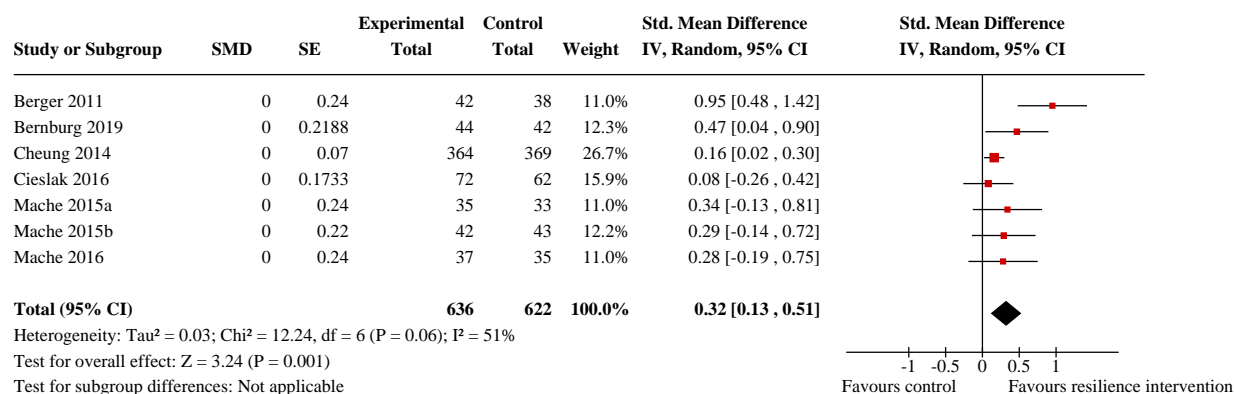 Experimental Control Std. Mean Difference Std. Mean Difference
Study or Subgroup SMD SE Total Total Weight IV, Random, 95% CI IV, Random, 95% CI
Berger 2011 0 0.24 42 38 11.0% 0.95 [0.48 , 1.42]
Bernburg 2019 0 0.2188 44 42 12.3% 0.47 [0.04 , 0.90]
Cheung 2014 0 0.07 364 369 26.7% 0.16 [0.02 , 0.30]
Cieslak 2016 0 0.1733 72 62 15.9% 0.08 [-0.26 , 0.42]
Mache 2015a 0 0.24 35 33 11.0% 0.34 [-0.13 , 0.81]
Mache 2015b 0 0.22 42 43 12.2% 0.29 [-0.14 , 0.72]
Mache 2016 0 0.24 37 35 11.0% 0.28 [-0.19 , 0.75]
Total (95% CI) 636 622 100.0% 0.32 [0.13 , 0.51]
Heterogeneity: Tau² = 0.03; Chi² = 12.24, df = 6 (P = 0.06); I² = 51%
Test for overall effect: Z = 3.24 (P = 0.001) -1 -0.5 0 0.5 1
Test for subgroup differences: Not applicable Favours control Favours resilience intervention